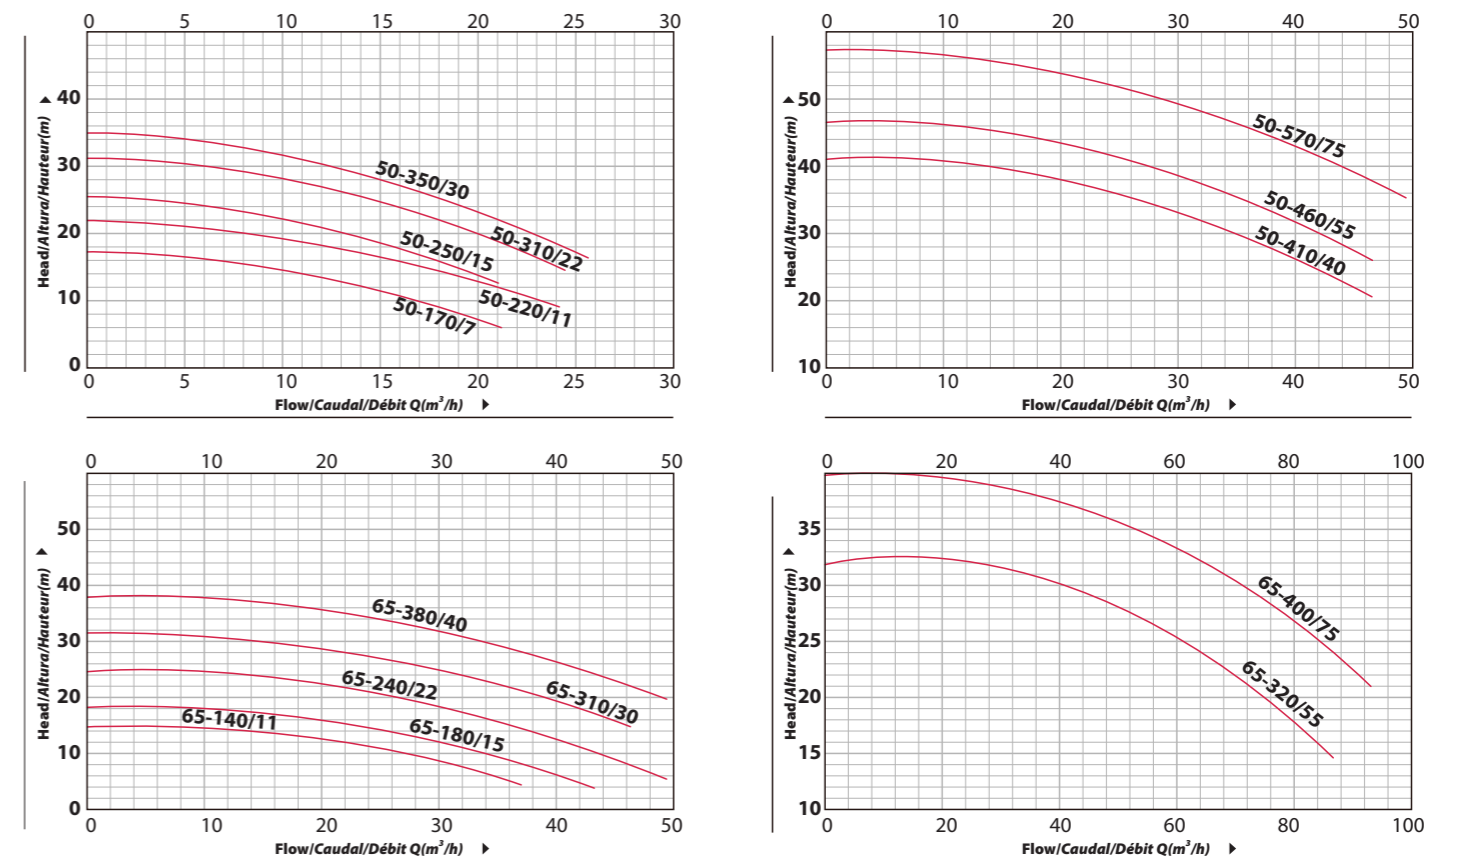 0 5 10 15 20 25 30
40
30
20
10
0
Head/Altura/Hauteur(m)
50-350/30
50-310/22
50-250/15
50-220/11
50-170/7
0 5 10 15 20 25 30
Flow/Caudal/Débit Q(m³/h)
0 10 20 30 40 50
50
40
30
20
10
Head/Altura/Hauteur(m)
50-570/75
50-460/55
50-410/40
0 10 20 30 40 50
Flow/Caudal/Débit Q(m³/h)
0 10 20 30 40 50
50
40
30
20
10
0
Head/Altura/Hauteur(m)
65-380/40
65-310/30
65-240/22
65-180/15
65-140/11
0 10 20 30 40 50
Flow/Caudal/Débit Q(m³/h)
0 20 40 60 80 100
35
30
25
20
15
10
Head/Altura/Hauteur(m)
65-400/75
65-320/55
0 20 40 60 80 100
Flow/Caudal/Débit Q(m³/h)